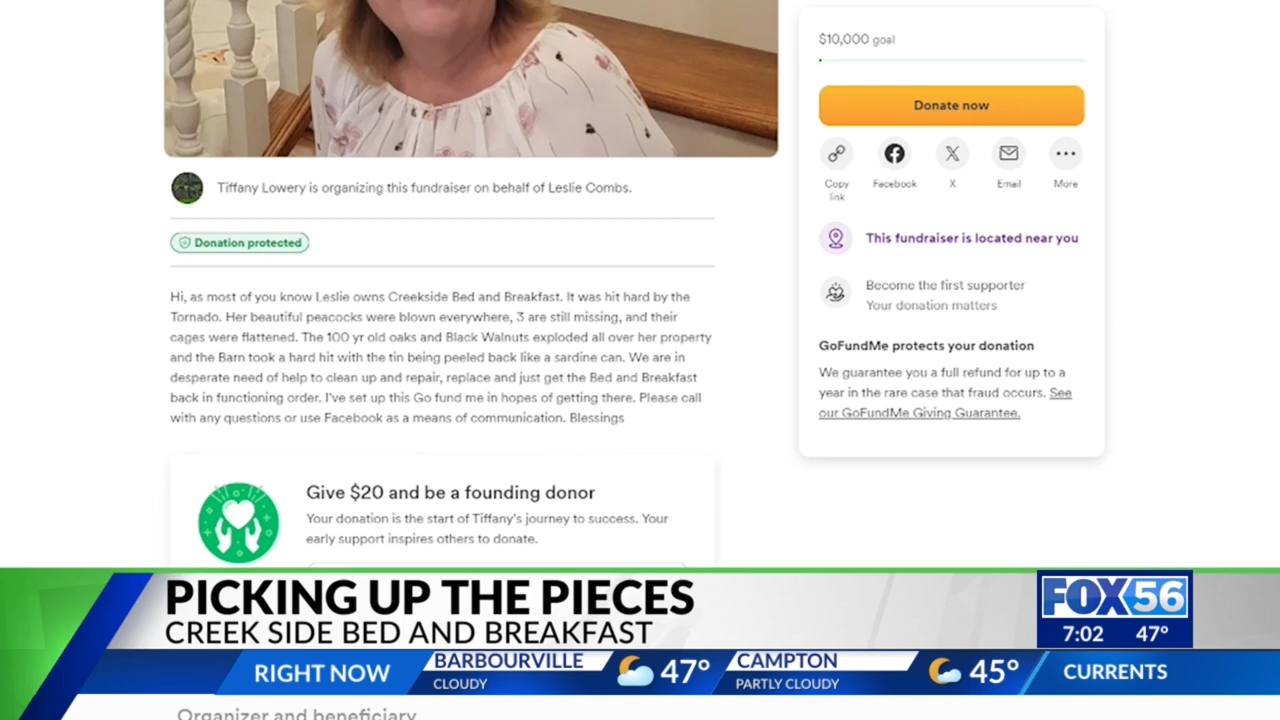 $10,000 goal
Donate now
Copy link
Facebook
X
Email
More
Tiffany Lowery is organizing this fundraiser on behalf of Leslie Combs.
Donation protected
This fundraiser is located near you
Become the first supporter
Your donation matters
GoFundMe protects your donation
We guarantee you a full refund for up to a
year in the rare case that fraud occurs. See
our GoFundMe Giving Guarantee.
Hi, as most of you know Leslie owns Creekside Bed and Breakfast. It was hit hard by the
Tornado. Her beautiful peacocks were blown everywhere, 3 are still missing, and their
cages were flattened. The 100 yr old oaks and Black Walnuts exploded all over her property
and the Barn took a hard hit with the tin being peeled back like a sardine can. We are in
desperate need of help to clean up and repair, replace and just get the Bed and Breakfast
back in functioning order. I've set up this Go fund me in hopes of getting there. Please call
with any questions or use Facebook as a means of communication. Blessings
Give $20 and be a founding donor
Your donation is the start of Tiffany's journey to success. Your
early support inspires others to donate.
PICKING UP THE PIECES
CREEK SIDE BED AND BREAKFAST
FOX 56
7:02 47°
RIGHT NOW
BARBOURVILLE
CLOUDY
47°
CAMPTON
PARTLY CLOUDY
45°
CURRENTS
Organizer and beneficiary